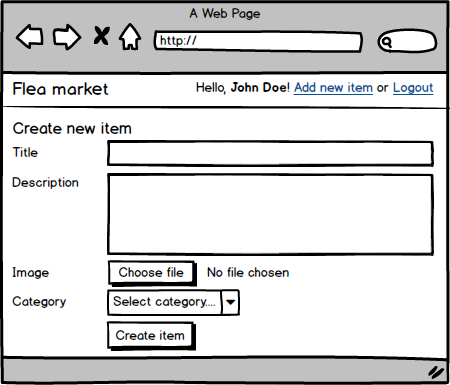 A Web Page
http://
Flea market
Hello, John Doe! Add new item or Logout
Create new item
Title
Description
Image
Choose file
No file chosen
Category
Select category....
Create item